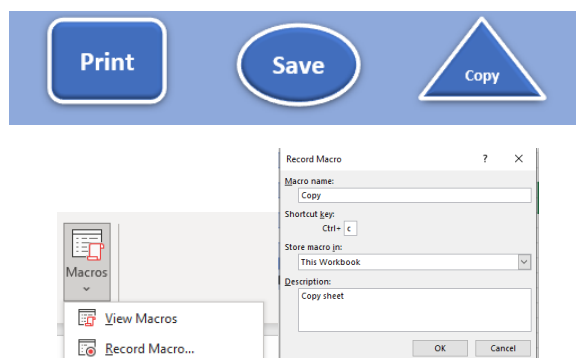 Print
Save
Copy
Record Macro ? ×
Macro name:
Copy
Shortcut key:
Ctrl+ c
Store macro in:
This Workbook
Description:
Copy sheet
OK Cancel
Macros
View Macros
Record Macro...